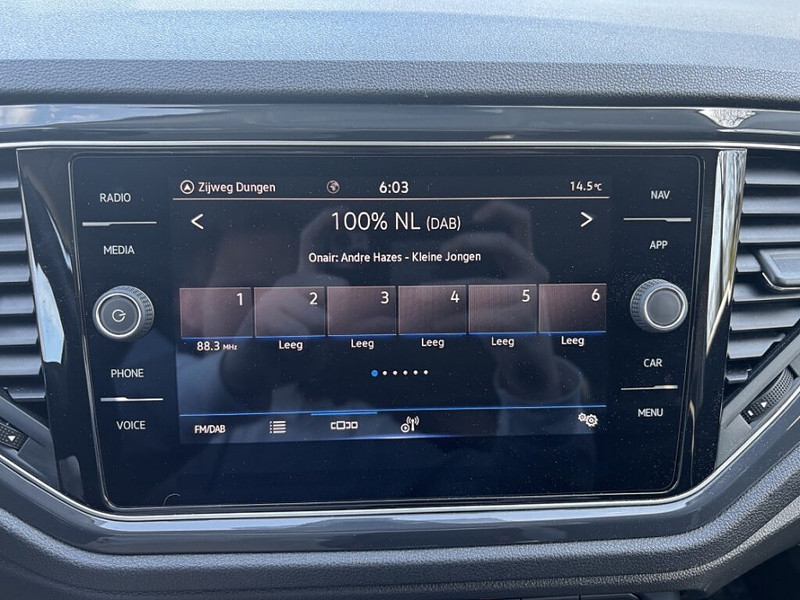 RADIO
MEDIA
PHONE
VOICE
Zijweg Dungen 6:03 14.5°C
< 100% NL (DAB) >
Onair: Andre Hazes - Kleine Jongen
1 2 3 4 5 6
88.3 MHz Leeg Leeg Leeg Leeg Leeg
FM/DAB
NAV
APP
CAR
MENU